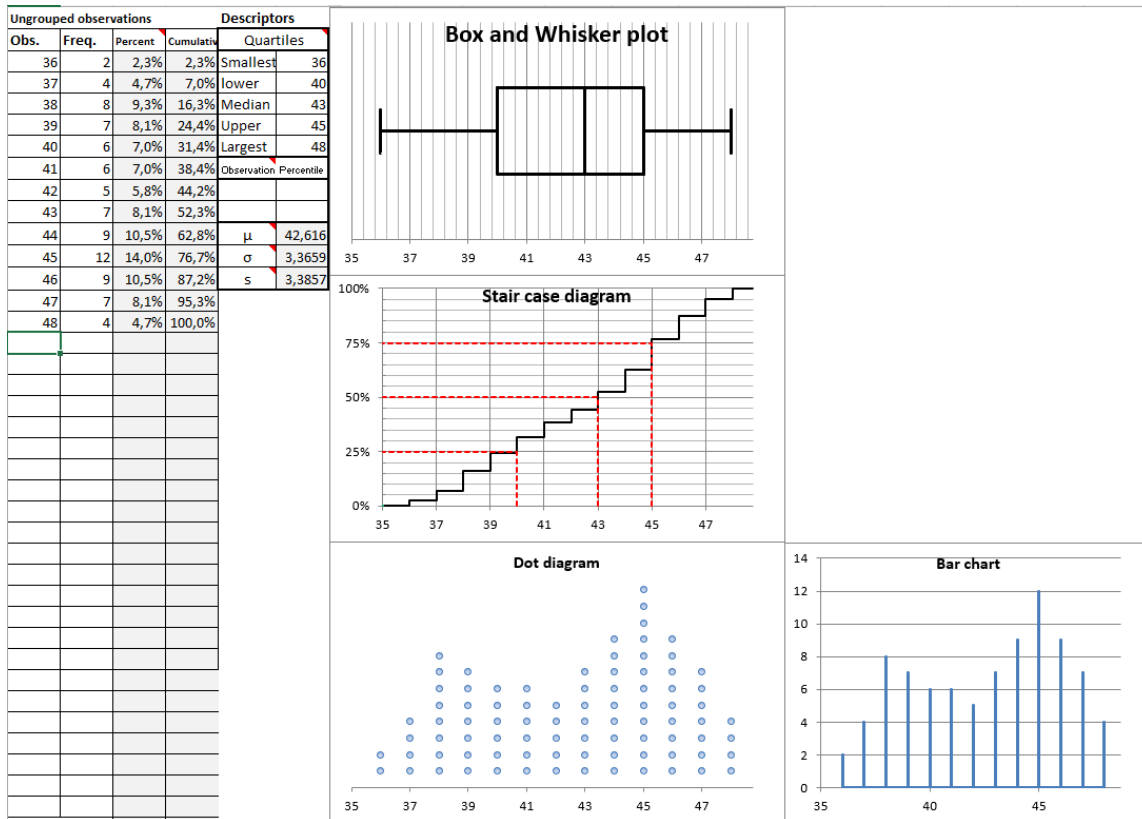 Ungrouped observations Descriptors
Obs. Freq. Percent Cumulativ Quartiles
36 2 2,3% 2,3% Smallest 36
37 4 4,7% 7,0% lower 40
38 8 9,3% 16,3% Median 43
39 7 8,1% 24,4% Upper 45
40 6 7,0% 31,4% Largest 48
41 6 7,0% 38,4% Observation Percentile
42 5 5,8% 44,2%
43 7 8,1% 52,3%
44 9 10,5% 62,8% μ 42,616
45 12 14,0% 76,7% σ 3,3659
46 9 10,5% 87,2% s 3,3857
47 7 8,1% 95,3%
48 4 4,7% 100,0%
Box and Whisker plot
35 37 39 41 43 45 47
Stair case diagram
100%
75%
50%
25%
0%
35 37 39 41 43 45 47
Dot diagram
35 37 39 41 43 45 47
Bar chart
14
12
10
8
6
4
2
0
35 40 45